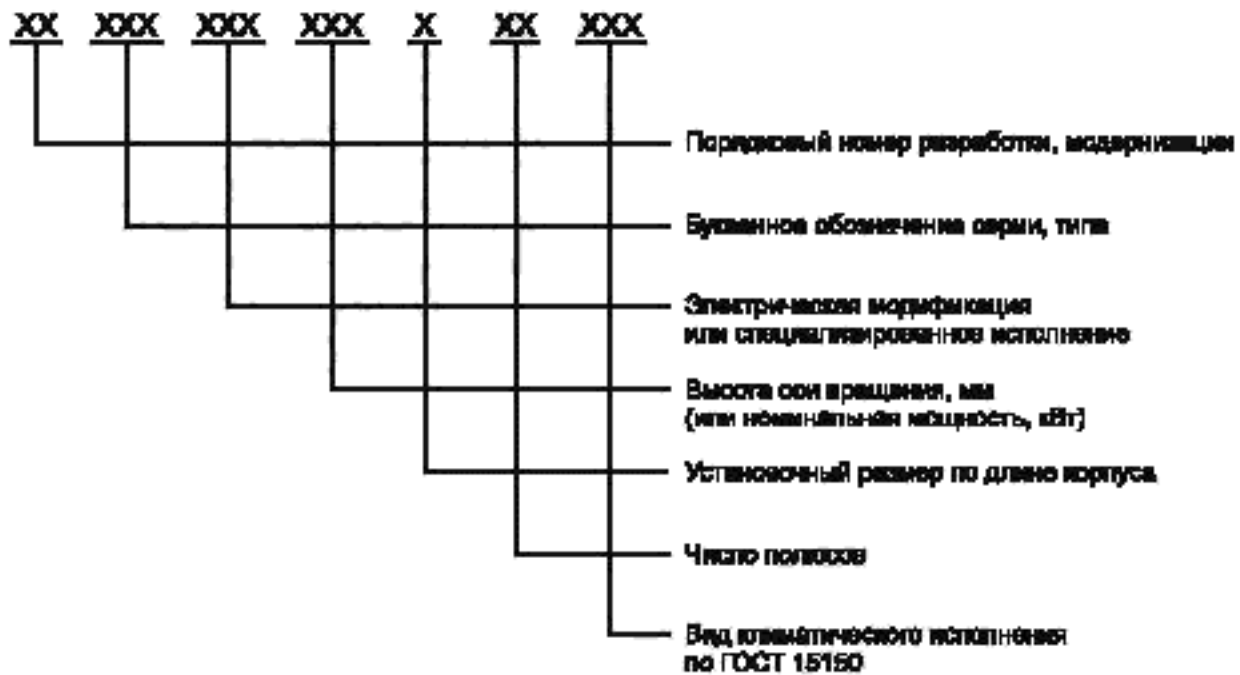 XX XXX XXX XXX X XX XXX
Порядковый номер разработки, модернизации
Буквенное обозначение серии, типа
Электрическая модификация
или специализированное исполнение
Высота оси вращения, мм
(или номинальная мощность, кВт)
Установочный размер по длине корпуса
Число полюсов
Вид климатического исполнения
по ГОСТ 15150